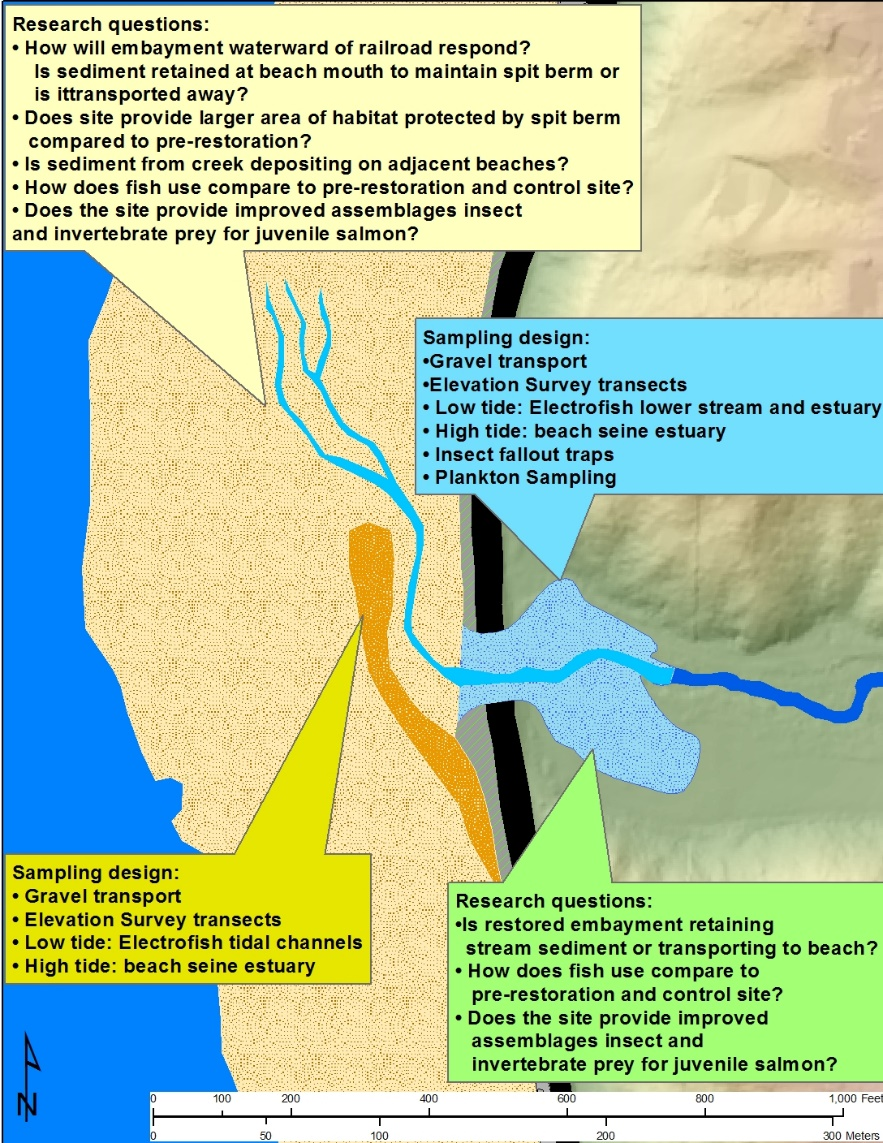 Research questions:
• How will embayment waterward of railroad respond?
Is sediment retained at beach mouth to maintain spit berm or
is ittransported away?
• Does site provide larger area of habitat protected by spit berm
compared to pre-restoration?
• Is sediment from creek depositing on adjacent beaches?
• How does fish use compare to pre-restoration and control site?
• Does the site provide improved assemblages insect
and invertebrate prey for juvenile salmon?
Sampling design:
•Gravel transport
•Elevation Survey transects
• Low tide: Electrofish lower stream and estuary
• High tide: beach seine estuary
• Insect fallout traps
• Plankton Sampling
Sampling design:
• Gravel transport
• Elevation Survey transects
• Low tide: Electrofish tidal channels
• High tide: beach seine estuary
Research questions:
•Is restored embayment retaining
stream sediment or transporting to beach?
• How does fish use compare to
pre-restoration and control site?
• Does the site provide improved
assemblages insect and
invertebrate prey for juvenile salmon?
N
0 100 200 400 600 800 1,000 Feet
0 50 100 200 300 Meters